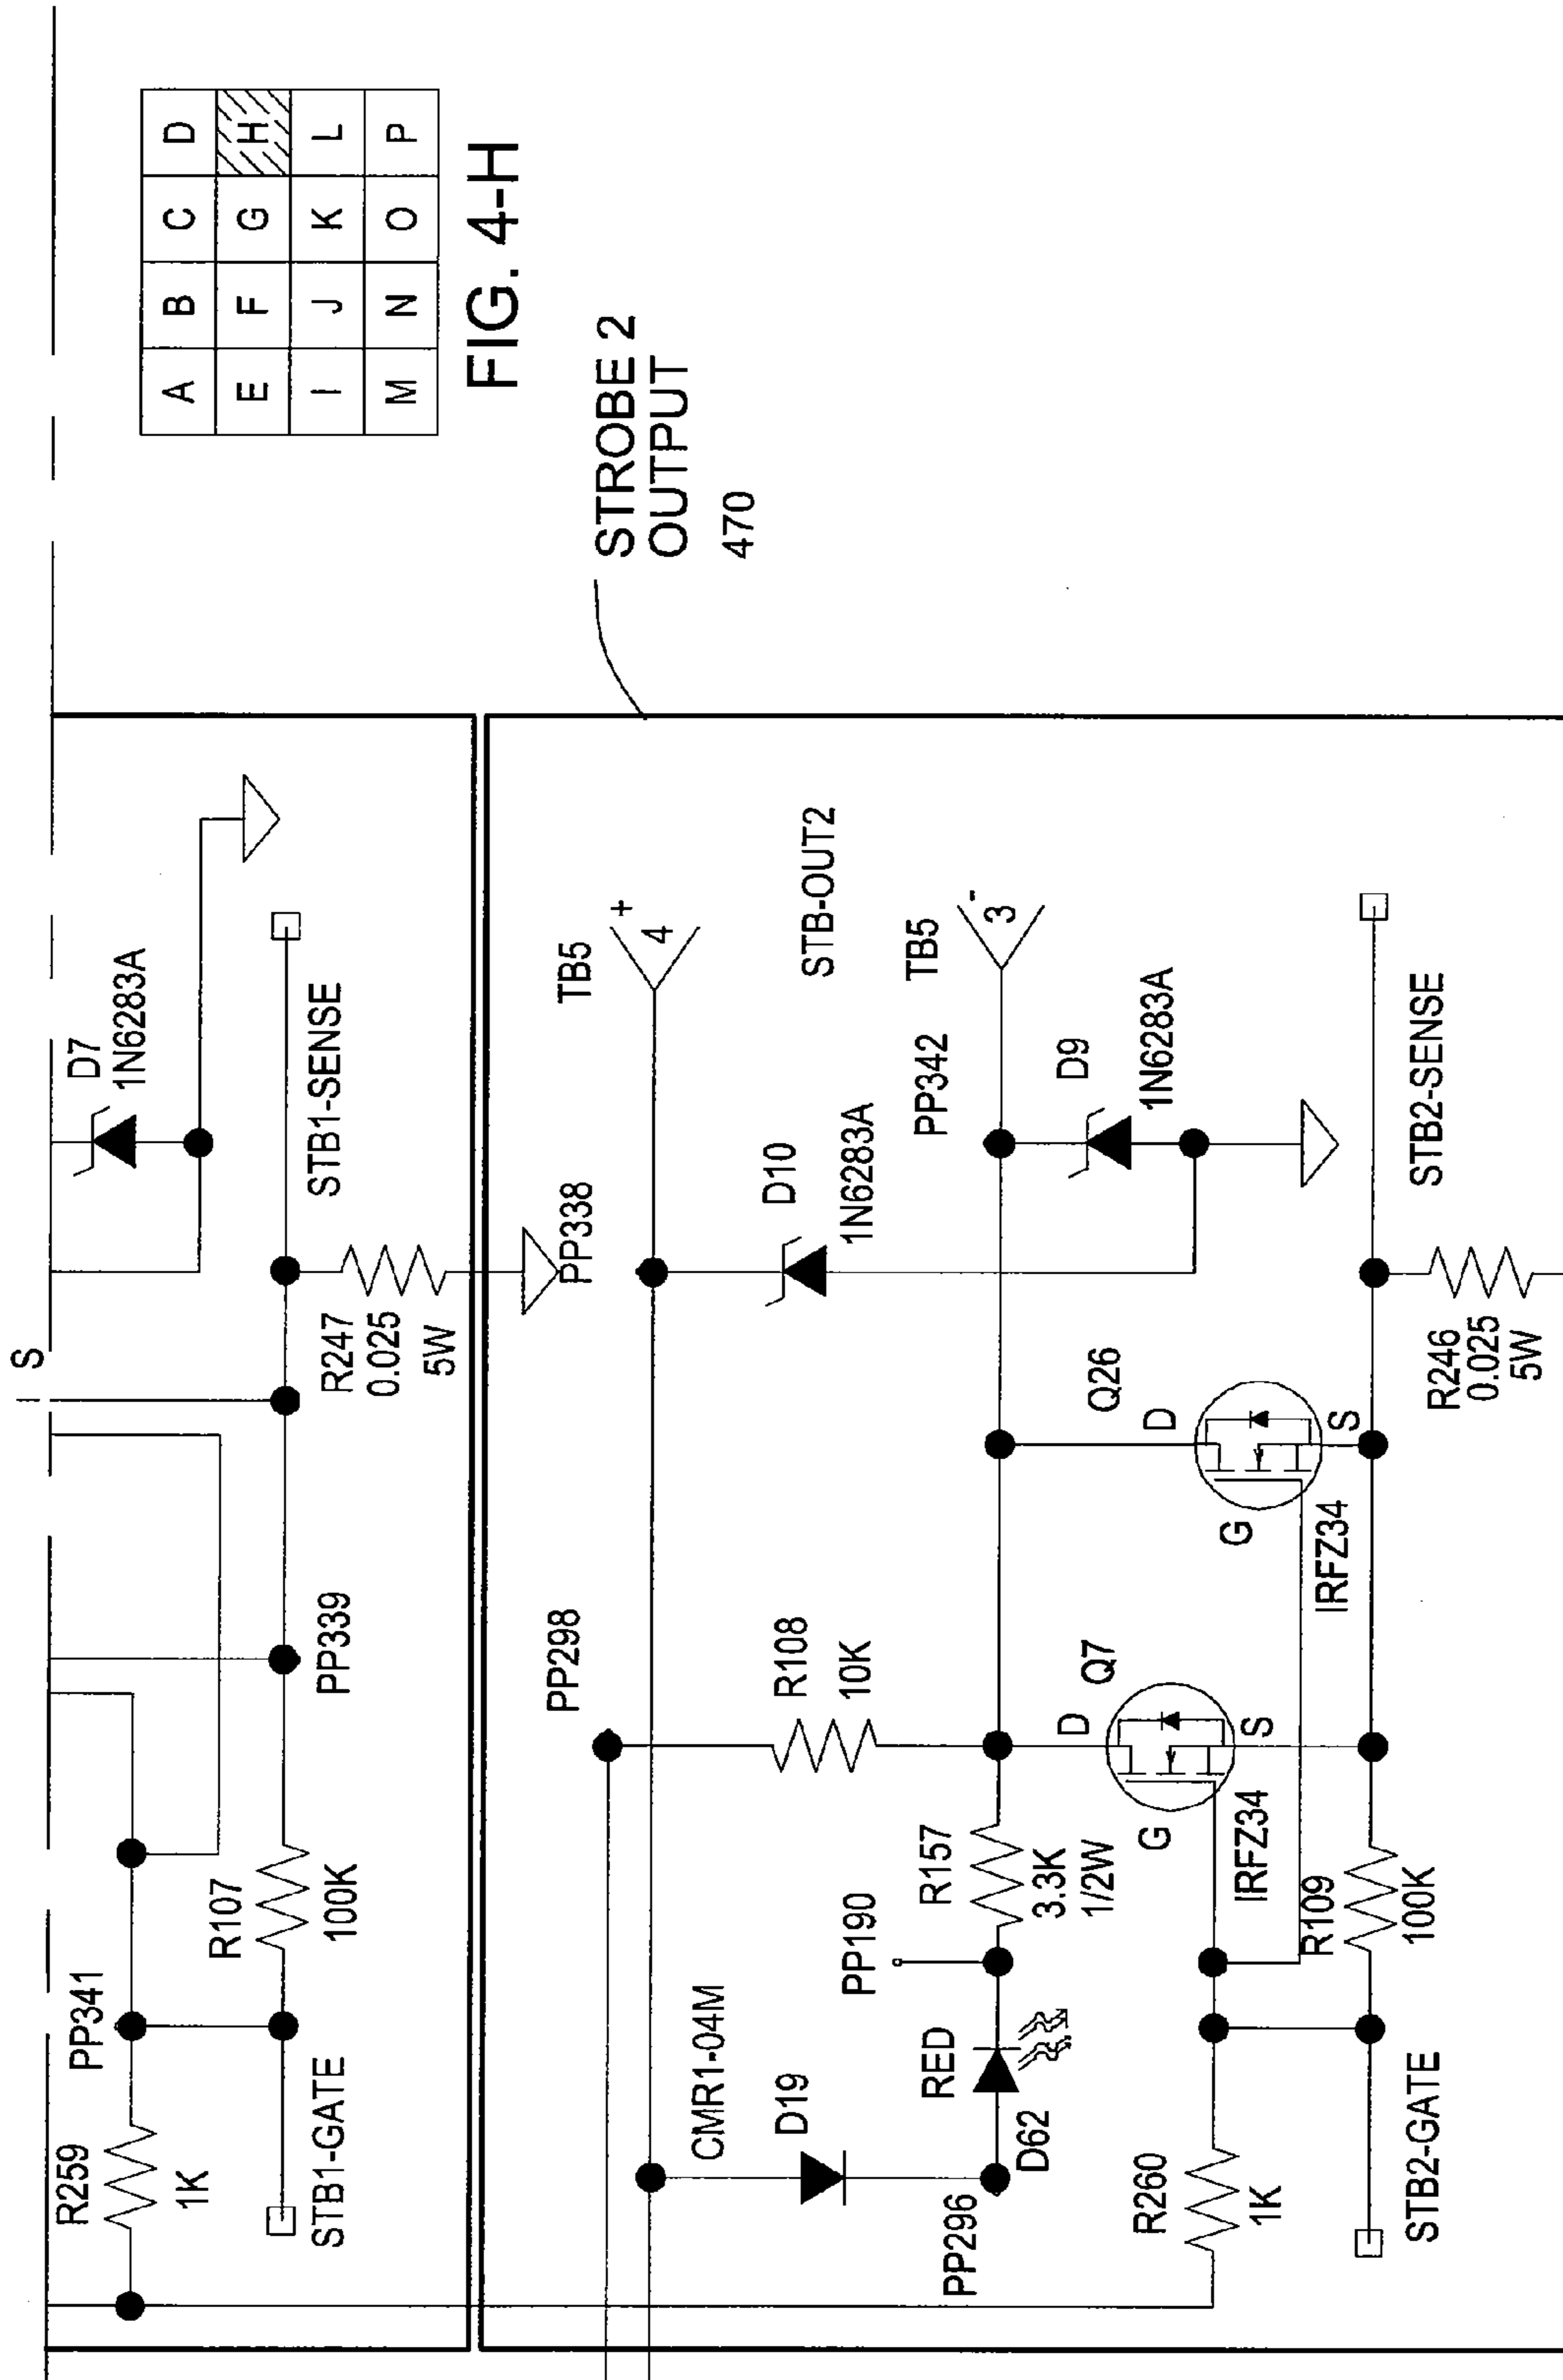 A B C D
E F G H
I J K L
M N O P
FIG. 4-H
S
D7
1N6283A
STB1-SENSE
R247
0.025
5W
PP339
R107
100K
PP341
R259
1K
STB1-GATE
STROBE 2
OUTPUT
470
PP298
PP338
TB5
4
+
STB-OUT2
D10
1N6283A
R108
10K
CMR1-04M
D19
PP296
D62
RED
PP190
R157
3.3K
1/2W
PP342
TB5
3
-
D9
1N6283A
Q7
D
G
S
IRFZ34
Q26
D
G
S
IRFZ34
R260
1K
R109
100K
STB2-GATE
STB2-SENSE
R246
0.025
5W